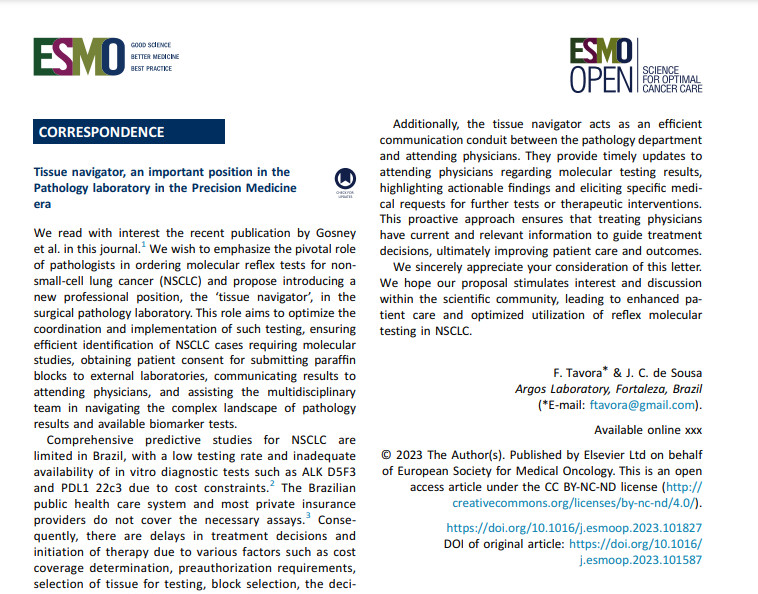 ESMO
GOOD SCIENCE
BETTER MEDICINE
BEST PRACTICE
ESMO
OPEN
SCIENCE
FOR OPTIMAL
CANCER CARE
CORRESPONDENCE
Tissue navigator, an important position in the
Pathology laboratory in the Precision Medicine
era
CHECK FOR
UPDATES
We read with interest the recent publication by Gosney
et al. in this journal.1 We wish to emphasize the pivotal role
of pathologists in ordering molecular reflex tests for non-
small-cell lung cancer (NSCLC) and propose introducing a
new professional position, the ‘tissue navigator’, in the
surgical pathology laboratory. This role aims to optimize the
coordination and implementation of such testing, ensuring
efficient identification of NSCLC cases requiring molecular
studies, obtaining patient consent for submitting paraffin
blocks to external laboratories, communicating results to
attending physicians, and assisting the multidisciplinary
team in navigating the complex landscape of pathology
results and available biomarker tests.
Comprehensive predictive studies for NSCLC are
limited in Brazil, with a low testing rate and inadequate
availability of in vitro diagnostic tests such as ALK D5F3
and PDL1 22c3 due to cost constraints.2 The Brazilian
public health care system and most private insurance
providers do not cover the necessary assays.3 Conse-
quently, there are delays in treatment decisions and
initiation of therapy due to various factors such as cost
coverage determination, preauthorization requirements,
selection of tissue for testing, block selection, the deci-
Additionally, the tissue navigator acts as an efficient
communication conduit between the pathology department
and attending physicians. They provide timely updates to
attending physicians regarding molecular testing results,
highlighting actionable findings and eliciting specific medi-
cal requests for further tests or therapeutic interventions.
This proactive approach ensures that treating physicians
have current and relevant information to guide treatment
decisions, ultimately improving patient care and outcomes.
We sincerely appreciate your consideration of this letter.
We hope our proposal stimulates interest and discussion
within the scientific community, leading to enhanced pa-
tient care and optimized utilization of reflex molecular
testing in NSCLC.
F. Tavora* & J. C. de Sousa
Argos Laboratory, Fortaleza, Brazil
(*E-mail: ftavora@gmail.com).
Available online xxx
© 2023 The Author(s). Published by Elsevier Ltd on behalf
of European Society for Medical Oncology. This is an open
access article under the CC BY-NC-ND license (http://
creativecommons.org/licenses/by-nc-nd/4.0/).
https://doi.org/10.1016/j.esmoop.2023.101827
DOI of original article: https://doi.org/10.1016/
j.esmoop.2023.101587